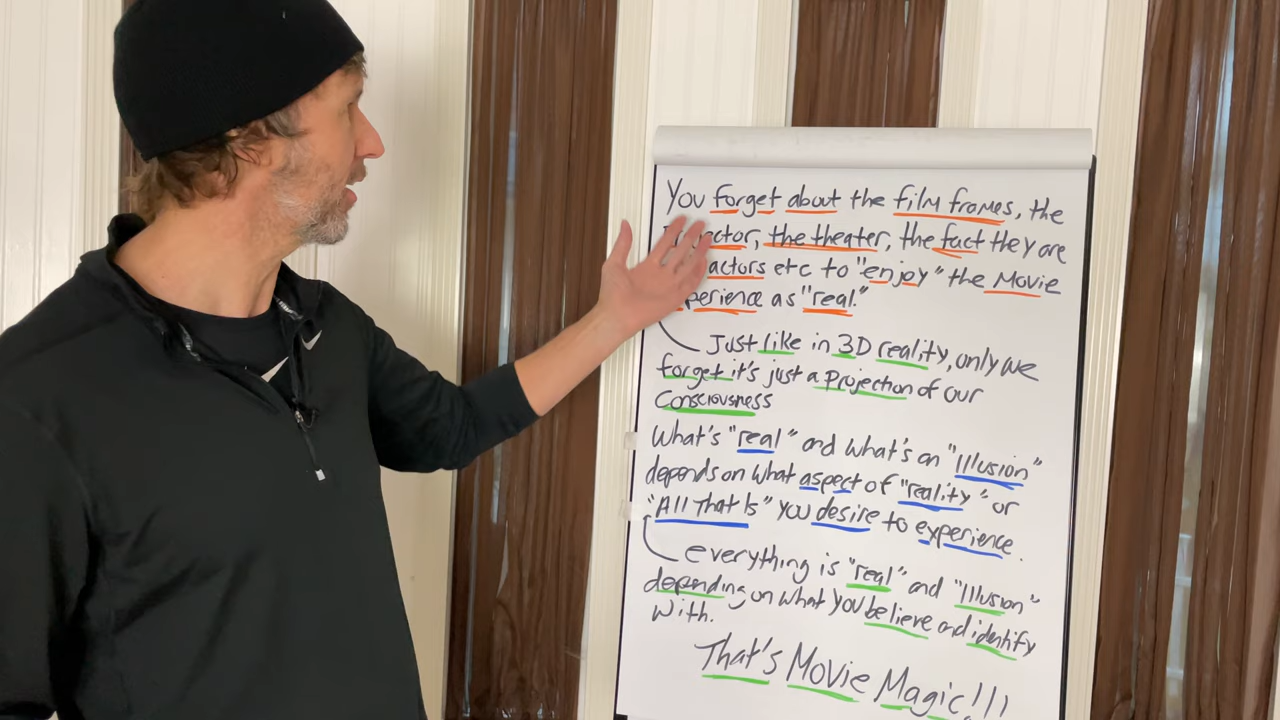 You forget about the film frames, the
ctor, the theater, the fact they are
actors etc to "enjoy" the Movie
perience as "real."
Just like in 3D reality, only we
forget it's just a Projection of our
Consciousness
What's "real" and what's an "Illusion"
depends on what aspect of "reality" or
"All That Is" you desire to experience.
everything is "real" and "Illusion"
depending on what you believe and identify
With.
That's Movie Magic!!!